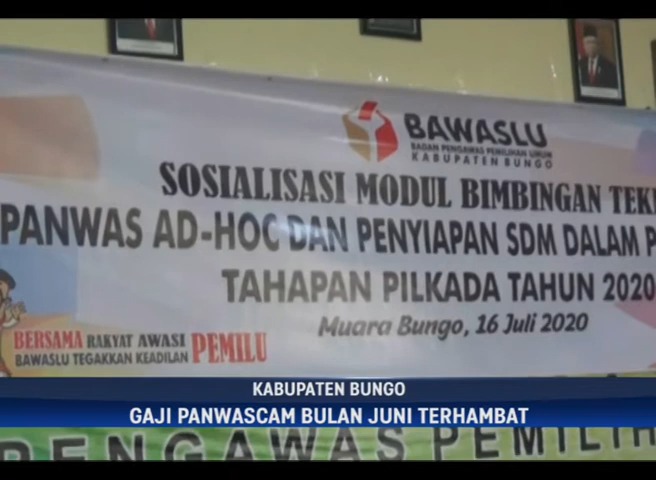 BAWASLU
BADAN PENGAWAS PEMILIHAN UMUM
KABUPATEN BUNGO
SOSIALISASI MODUL BIMBINGAN TEK
PANWAS AD-HOC DAN PENYIAPAN SDM DALAM P
TAHAPAN PILKADA TAHUN 2020
Muara Bungo, 16 Juli 2020
BERSAMA RAKYAT AWASI PEMILU
BAWASLU TEGAKKAN KEADILAN
KABUPATEN BUNGO
GAJI PANWASCAM BULAN JUNI TERHAMBAT
PENGAWAS PEMILIH